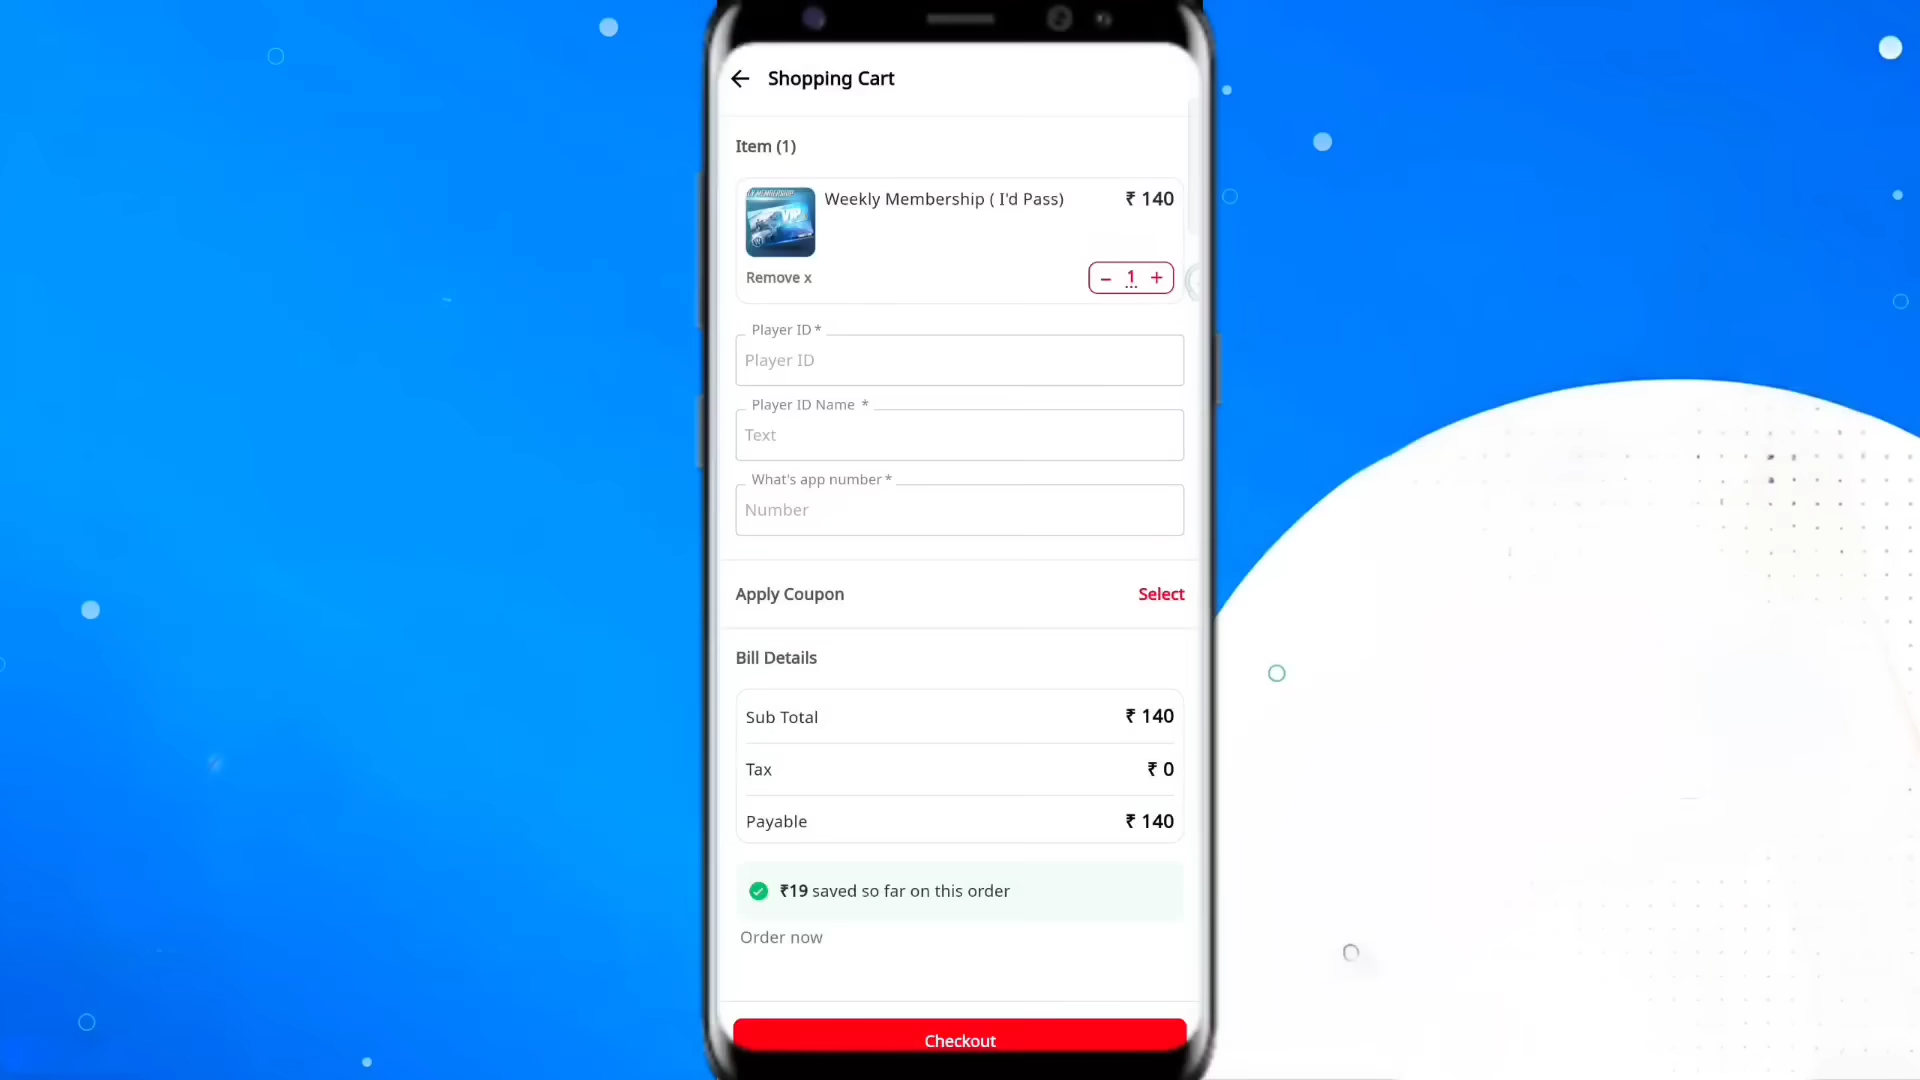 Shopping Cart
Item (1)
Weekly Membership ( I'd Pass)
₹ 140
Remove x
– 1 +
Player ID *
Player ID
Player ID Name *
Text
What's app number *
Number
Apply Coupon
Select
Bill Details
Sub Total
₹ 140
Tax
₹ 0
Payable
₹ 140
₹19 saved so far on this order
Order now
Checkout